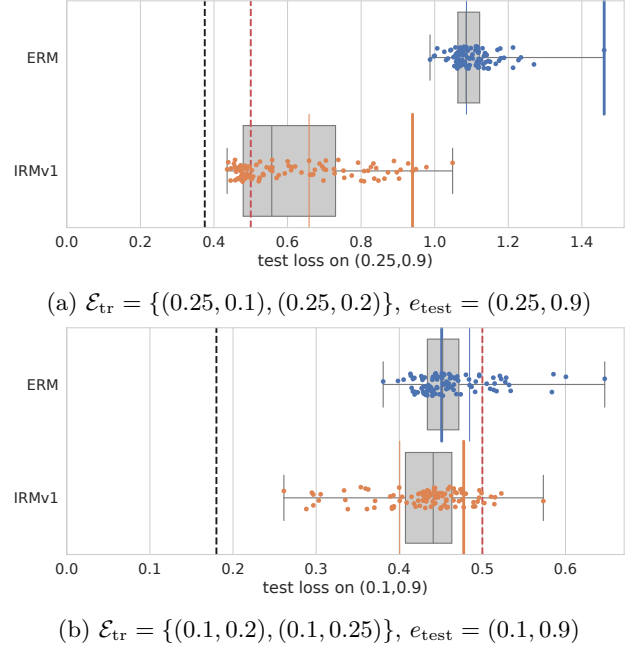 ERM
IRMv1
0.0 0.2 0.4 0.6 0.8 1.0 1.2 1.4
test loss on (0.25,0.9)
(a) ℰtr = {(0.25, 0.1), (0.25, 0.2)}, etest = (0.25, 0.9)
ERM
IRMv1
0.0 0.1 0.2 0.3 0.4 0.5 0.6
test loss on (0.1,0.9)
(b) ℰtr = {(0.1, 0.2), (0.1, 0.25)}, etest = (0.1, 0.9)